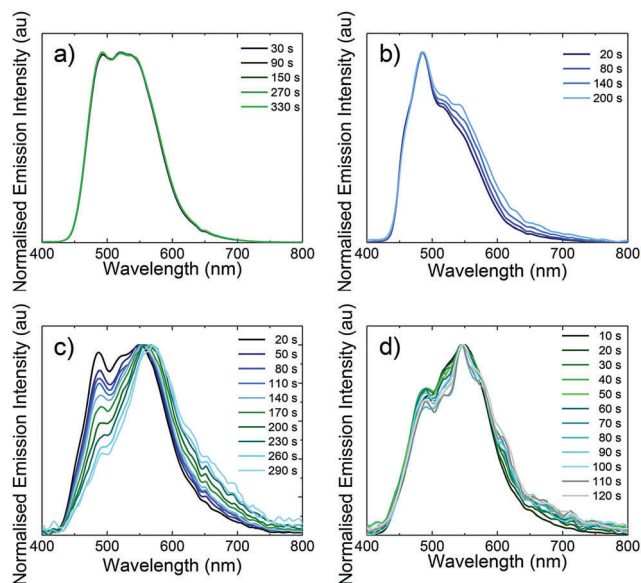 Normalised Emission Intensity (au)
a)
30 s
90 s
150 s
270 s
330 s
400 500 600 700 800
Wavelength (nm)
Normalised Emission Intensity (au)
b)
20 s
80 s
140 s
200 s
400 500 600 700 800
Wavelength (nm)
Normalised Emission Intensity (au)
c)
20 s
50 s
80 s
110 s
140 s
170 s
200 s
230 s
260 s
290 s
400 500 600 700 800
Wavelength (nm)
Normalised Emission Intensity (au)
d)
10 s
20 s
30 s
40 s
50 s
60 s
70 s
80 s
90 s
100 s
110 s
120 s
400 500 600 700 800
Wavelength (nm)